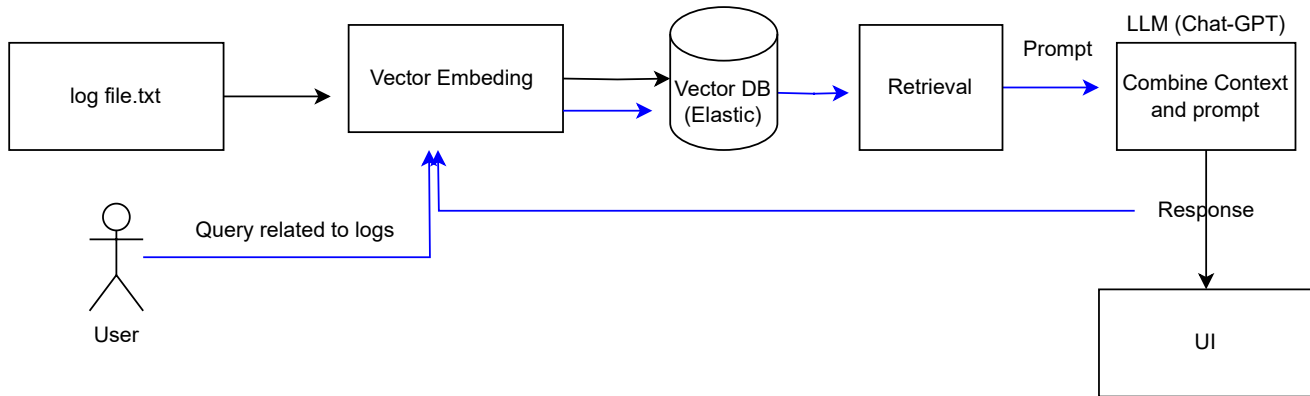 LLM (Chat-GPT)
Prompt
log file.txt
Vector Embeding
Vector DB
(Elastic)
Retrieval
Combine Context
and prompt
Query related to logs
Response
User
UI